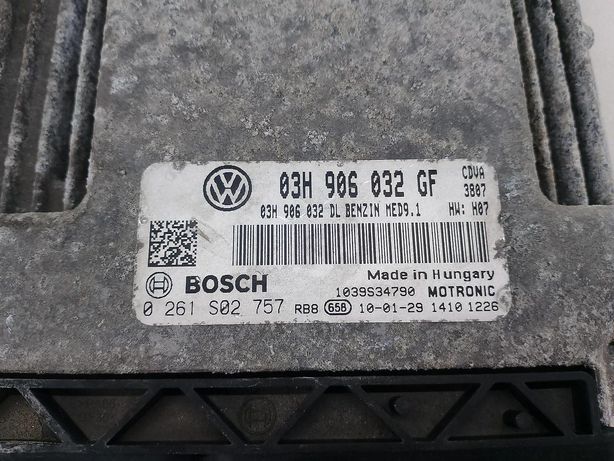 03H 906 032 GF CDVA
3807
03H 906 032 DL BENZIN MED9.1 HW: H07
BOSCH Made in Hungary
1039S34790 MOTRONIC
0 261 S02 757 RB8 658 10-01-29 1410 1226